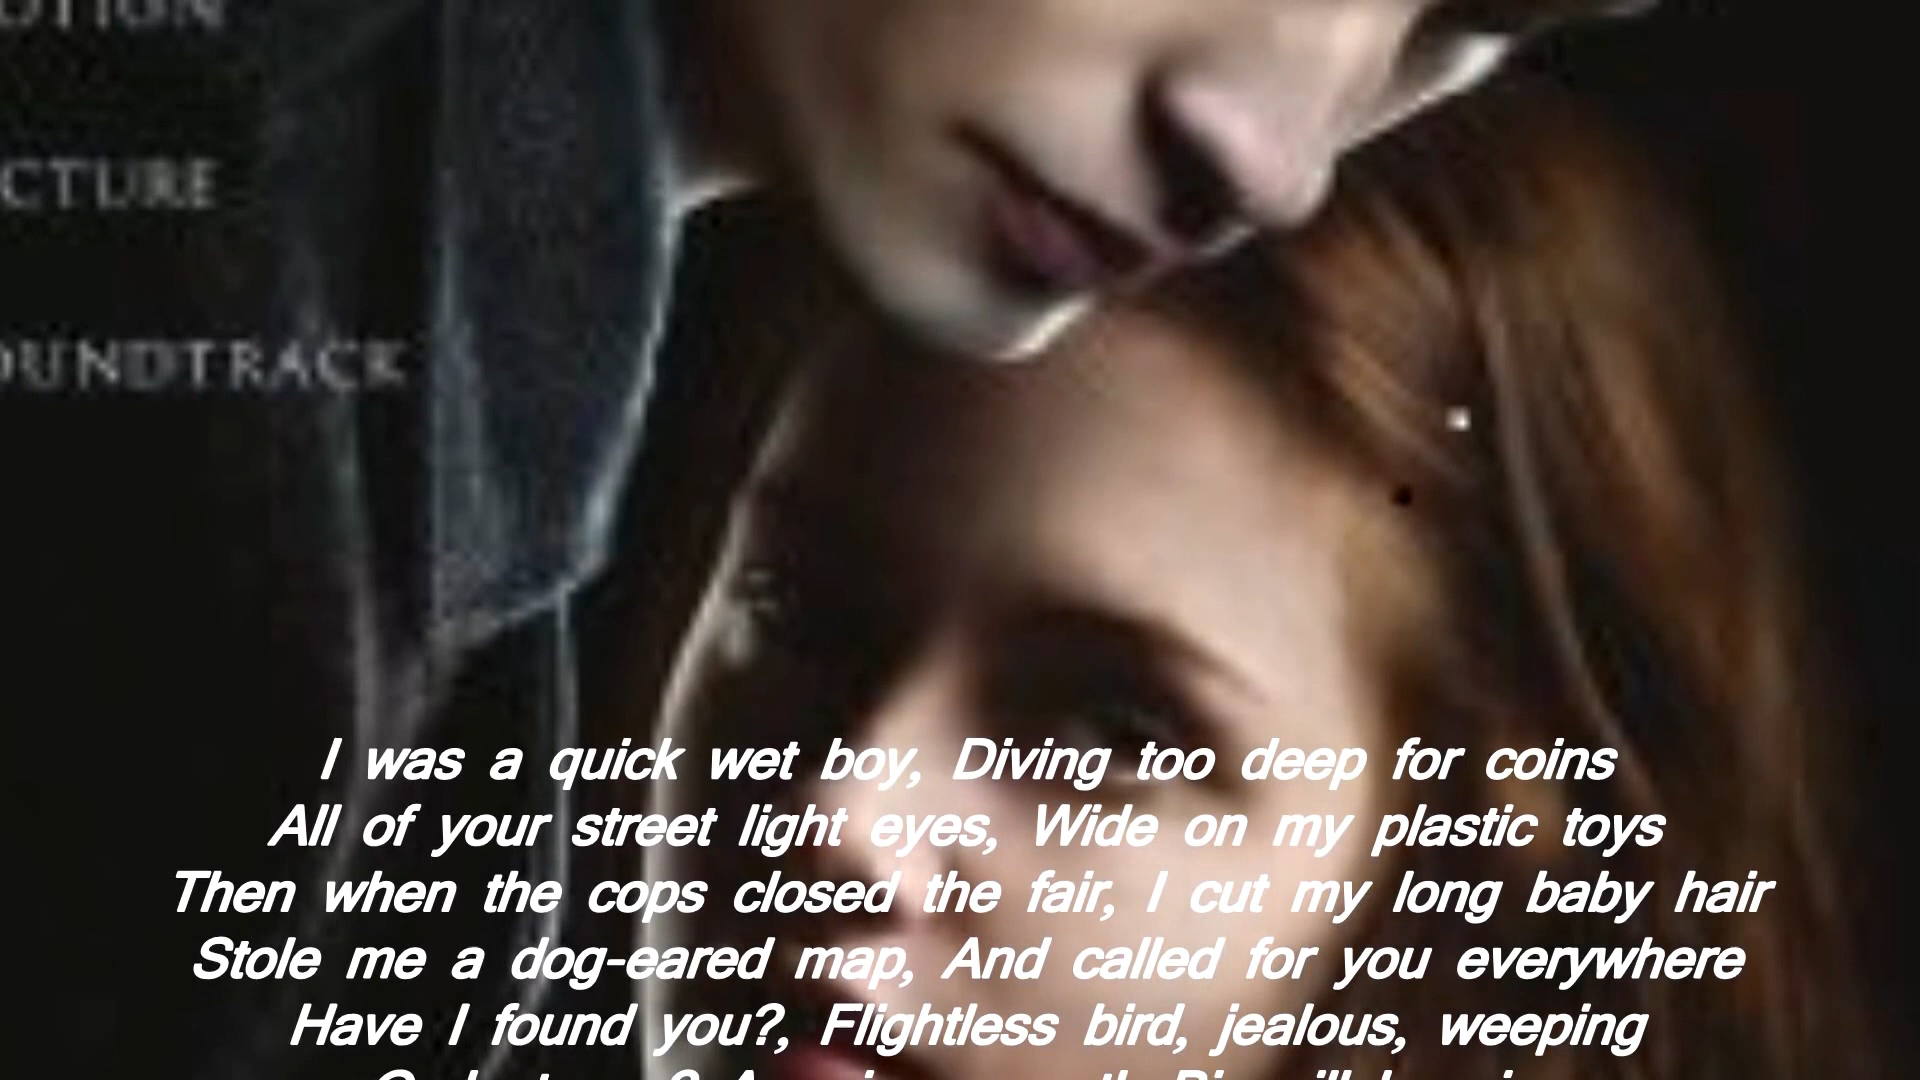 CTURE
I was a quick wet boy, Diving too deep for coins
All of your street light eyes, Wide on my plastic toys
Then when the cops closed the fair, I cut my long baby hair
Stole me a dog-eared map, And called for you everywhere
Have I found you?, Flightless bird, jealous, weeping